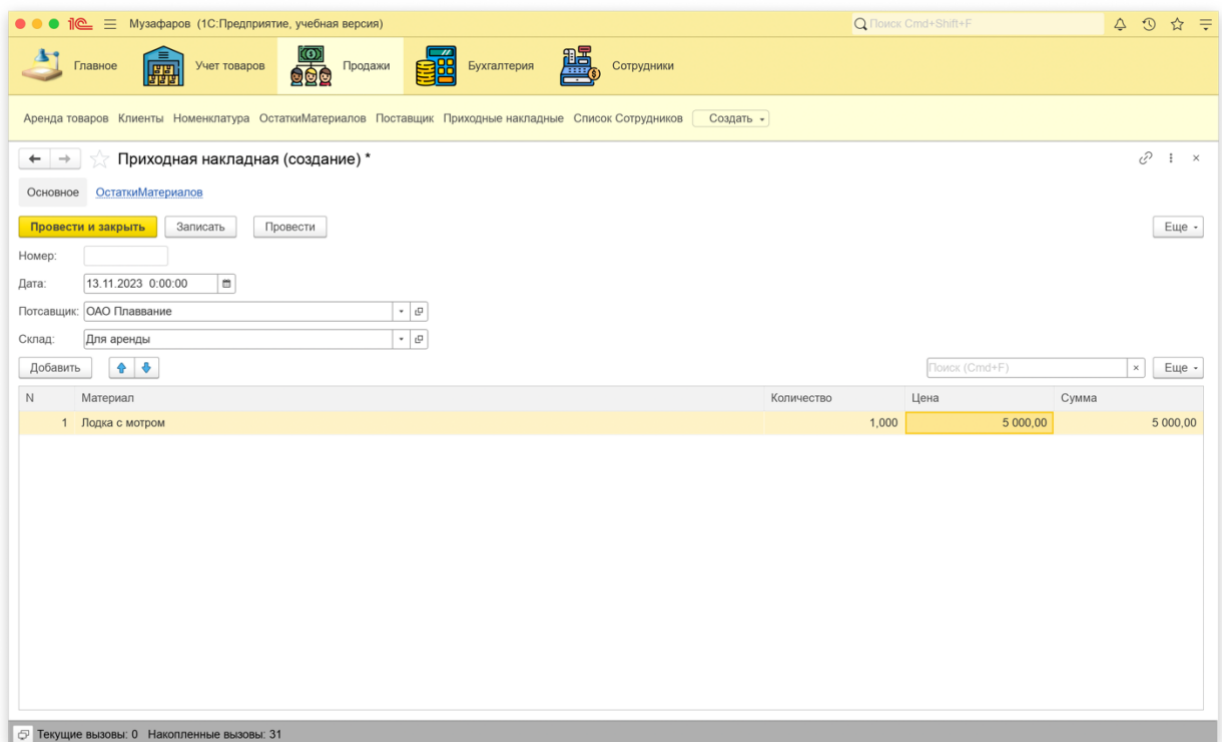 1С Музафаров (1С:Предприятие, учебная версия) Поиск Cmd+Shift+F
Главное Учет товаров Продажи Бухгалтерия Сотрудники
Аренда товаров Клиенты Номенклатура ОстаткиМатериалов Поставщик Приходные накладные Список Сотрудников Создать
Приходная накладная (создание) *
Основное ОстаткиМатериалов
Провести и закрыть Записать Провести Еще
Номер:
Дата: 13.11.2023 0:00:00
Потсавщик: ОАО Плаввание
Склад: Для аренды
Добавить Поиск (Cmd+F) × Еще
N Материал Количество Цена Сумма
1 Лодка с мотром 1,000 5 000,00 5 000,00
Текущие вызовы: 0 Накопленные вызовы: 31